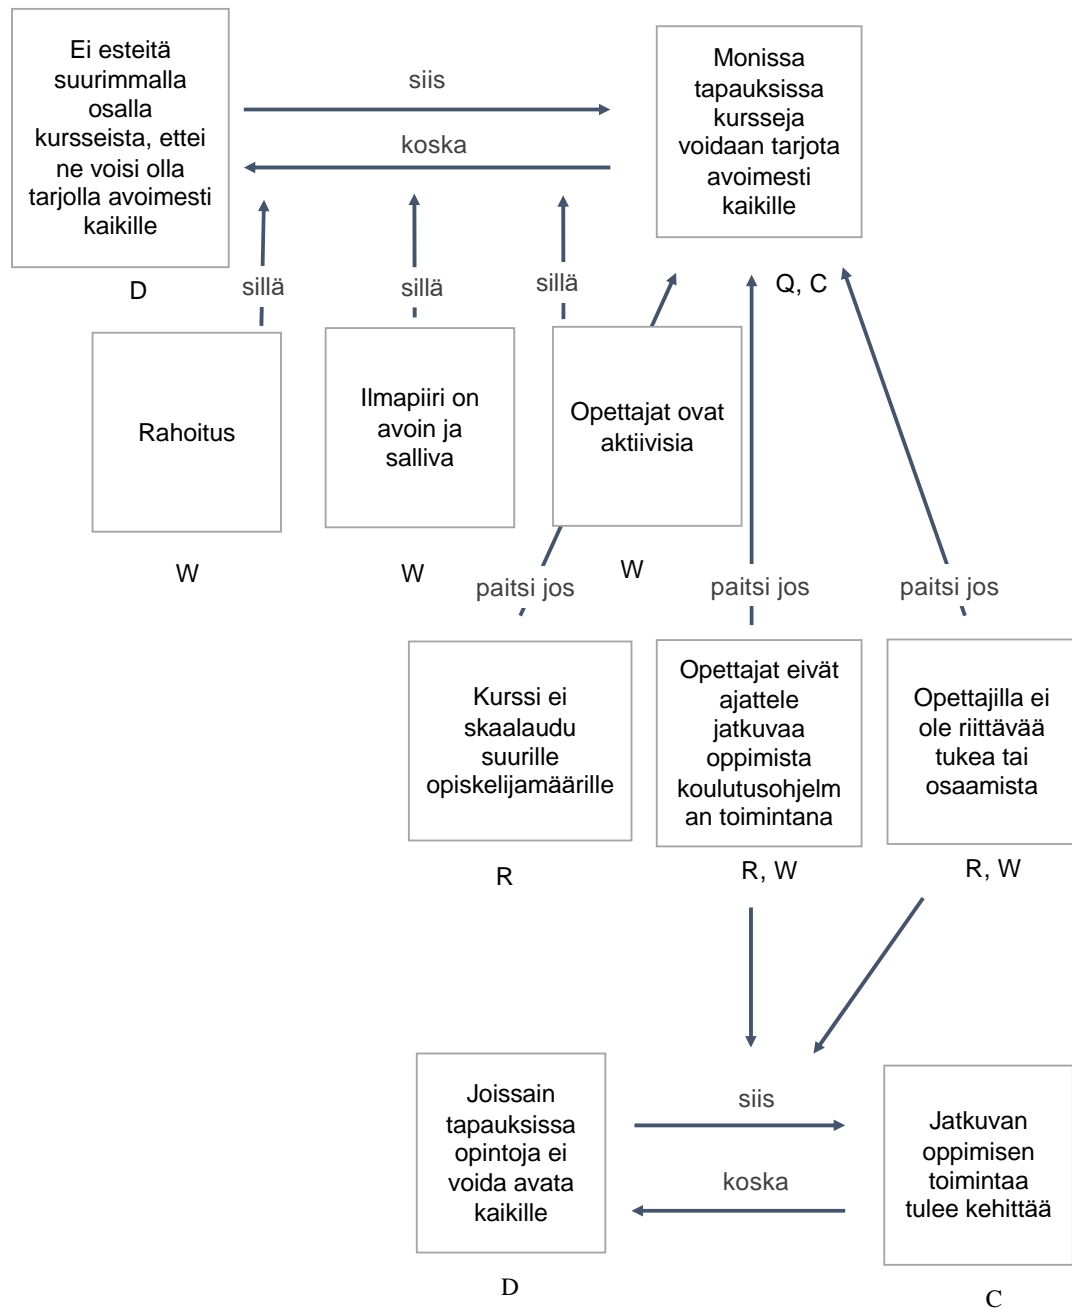 Ei esteitä
suurimmalla
osalla
kursseista, ettei
ne voisi olla
tarjolla avoimesti
kaikille
D
siis
koska
Monissa
tapauksissa
kursseja
voidaan tarjota
avoimesti
kaikille
Q, C
sillä
sillä
sillä
Rahoitus
W
Ilmapiiri on
avoin ja
salliva
W
Opettajat ovat
aktiivisia
W
paitsi jos
paitsi jos
paitsi jos
Kurssi ei
skaalaudu
suurille
opiskelijamäärille
R
Opettajat eivät
ajattele
jatkuvaa
oppimista
koulutusohjelm
an toimintana
R, W
Opettajilla ei
ole riittävää
tukea tai
osaamista
R, W
Joissain
tapauksissa
opintoja ei
voida avata
kaikille
D
siis
koska
Jatkuvan
oppimisen
toimintaa
tulee kehittää
C